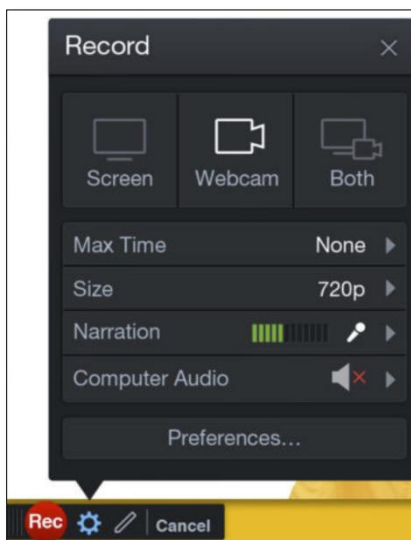 Record
Screen Webcam Both
Max Time None
Size 720p
Narration
Computer Audio
Preferences...
Rec Cancel